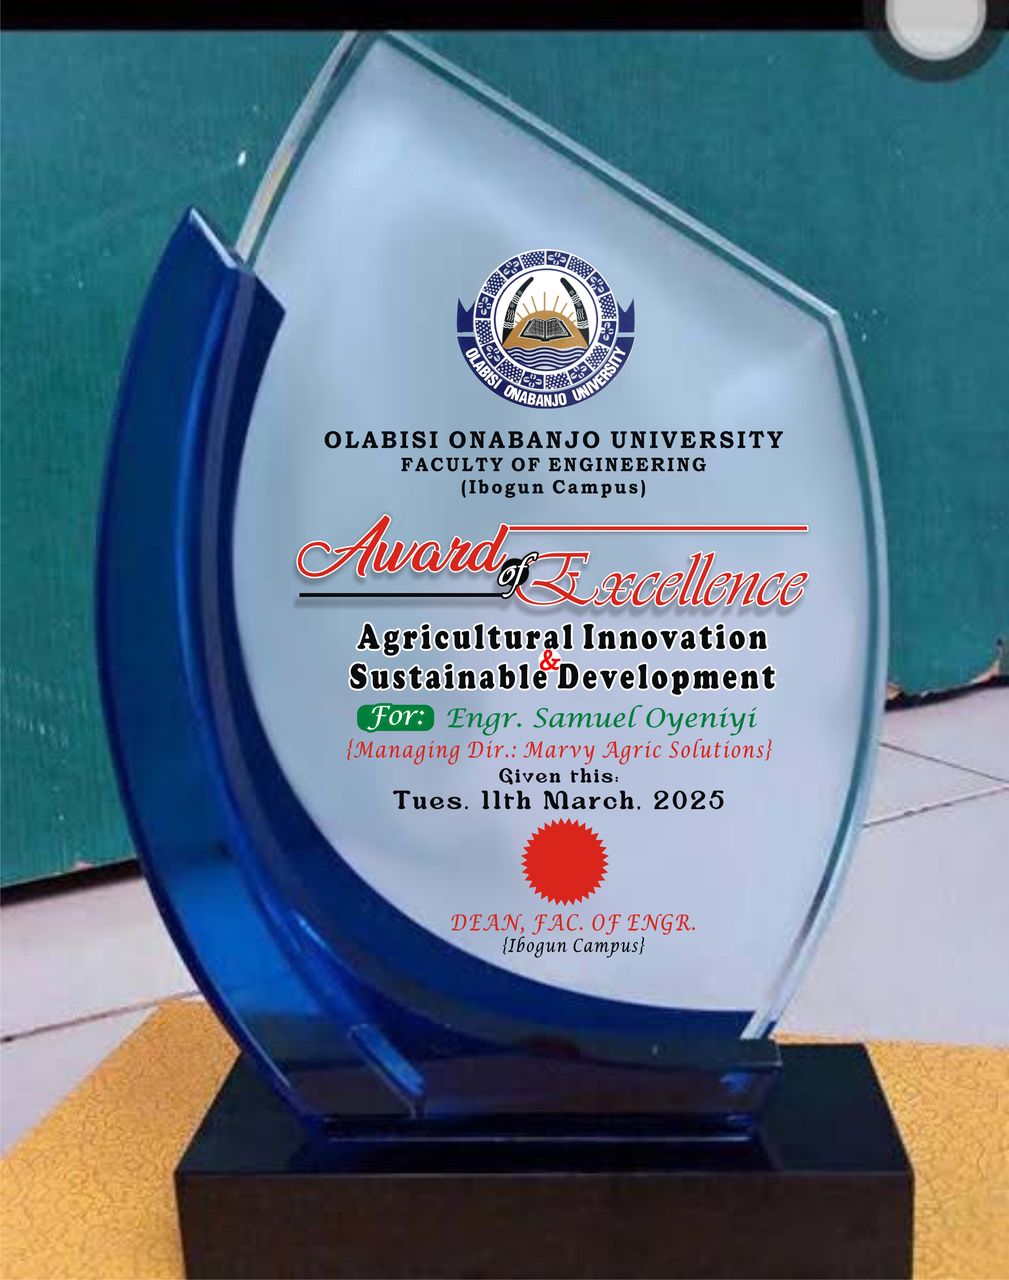 OLABISI ONABANJO UNIVERSITY
OLABISI ONABANJO UNIVERSITY
FACULTY OF ENGINEERING
(Ibogun Campus)
Award of Excellence
Agricultural Innovation
&
Sustainable Development
For: Engr. Samuel Oyeniyi
{Managing Dir.: Marvy Agric Solutions}
Given this:
Tues. 11th March, 2025
DEAN, FAC. OF ENGR.
{Ibogun Campus}